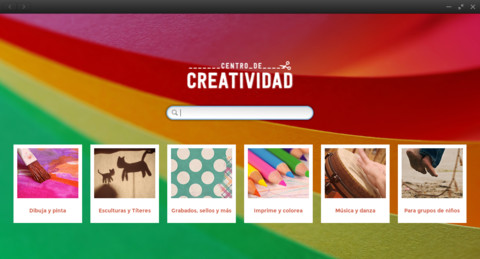 CENTRO DE
CREATIVIDAD
Dibuja y pinta
Esculturas y Títeres
Grabados, sellos y más
Imprime y colorea
Música y danza
Para grupos de niños